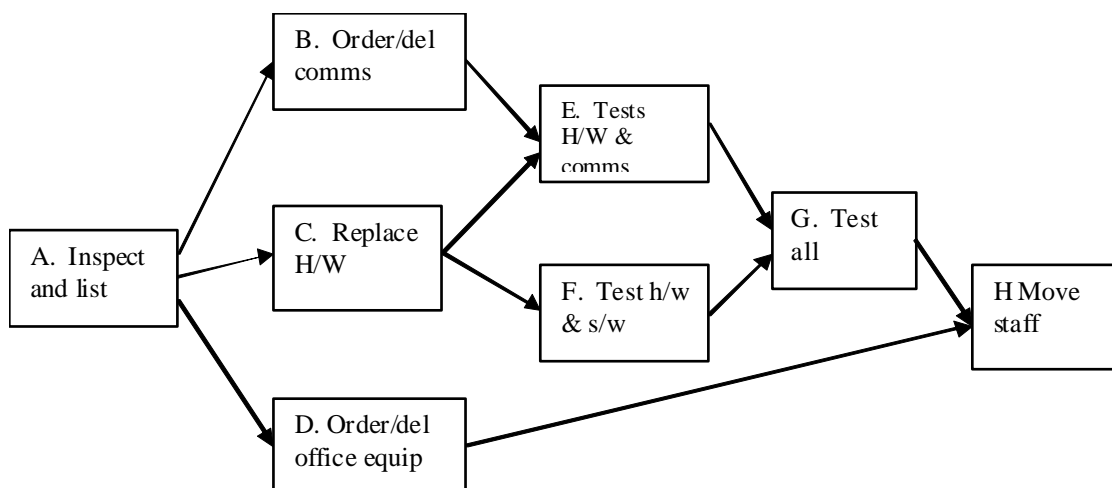 B. Order/del
comms
E. Tests
H/W &
comms
A. Inspect
and list
C. Replace
H/W
G. Test
all
F. Test h/w
& s/w
H Move
staff
D. Order/del
office equip